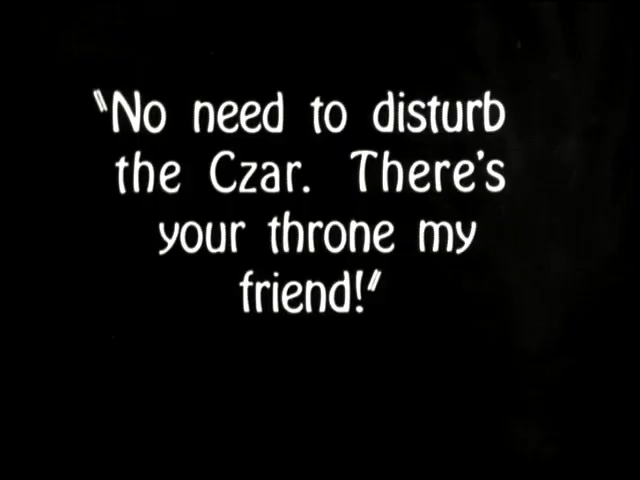 "No need to disturb
the Czar. There's
your throne my
friend!"